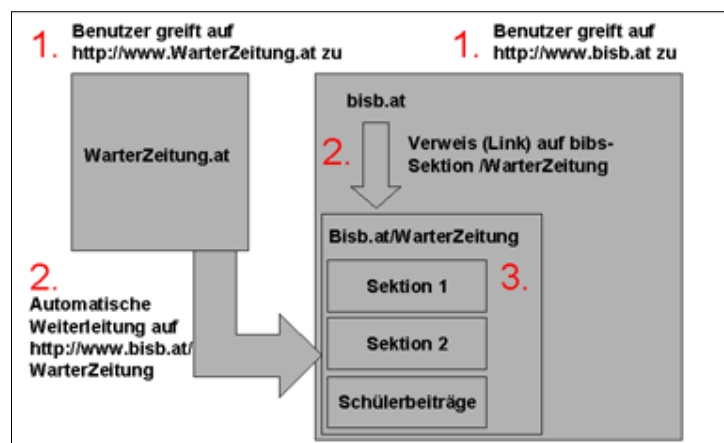 1.
Benutzer greift auf
http://www.WarterZeitung.at zu
1.
Benutzer greift auf
http://www.bisb.at zu
WarterZeitung.at
bisb.at
2.
Verweis (Link) auf bibs-
Sektion /WarterZeitung
Bisb.at/WarterZeitung
3.
Sektion 1
Sektion 2
Schülerbeiträge
2.
Automatische
Weiterleitung auf
http://www.bisb.at/
WarterZeitung